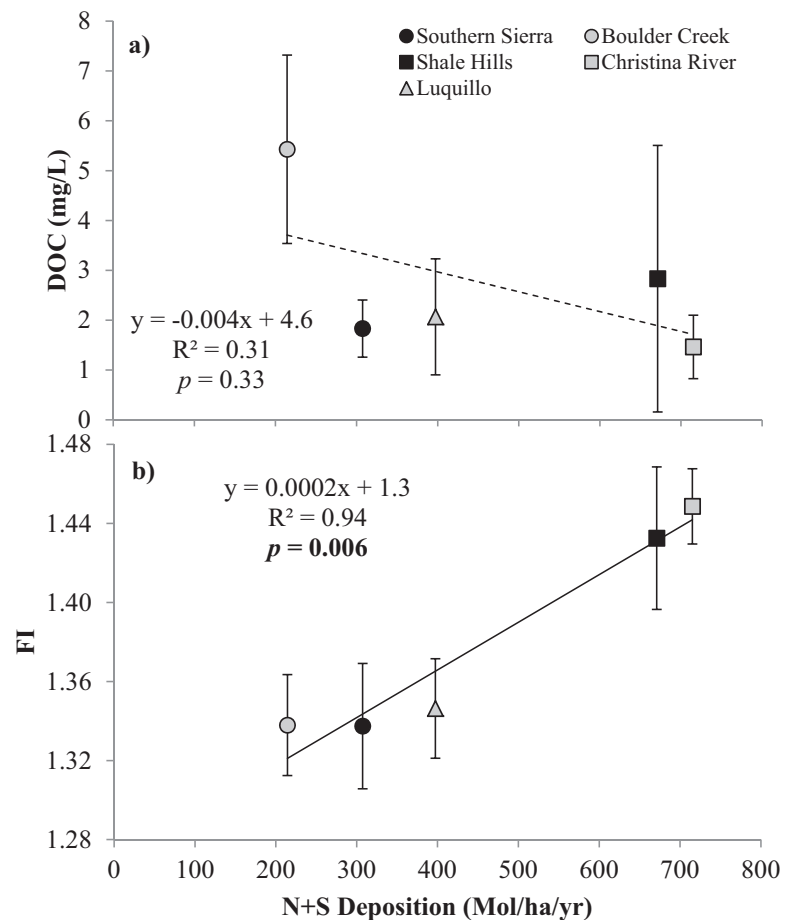 a)
Southern Sierra
Boulder Creek
Shale Hills
Christina River
Luquillo
8
7
6
5
4
3
2
1
0
DOC (mg/L)
y = -0.004x + 4.6
R² = 0.31
p = 0.33
b)
1.48
1.44
1.40
1.36
1.32
1.28
FI
y = 0.0002x + 1.3
R² = 0.94
p = 0.006
0 100 200 300 400 500 600 700 800
N+S Deposition (Mol/ha/yr)